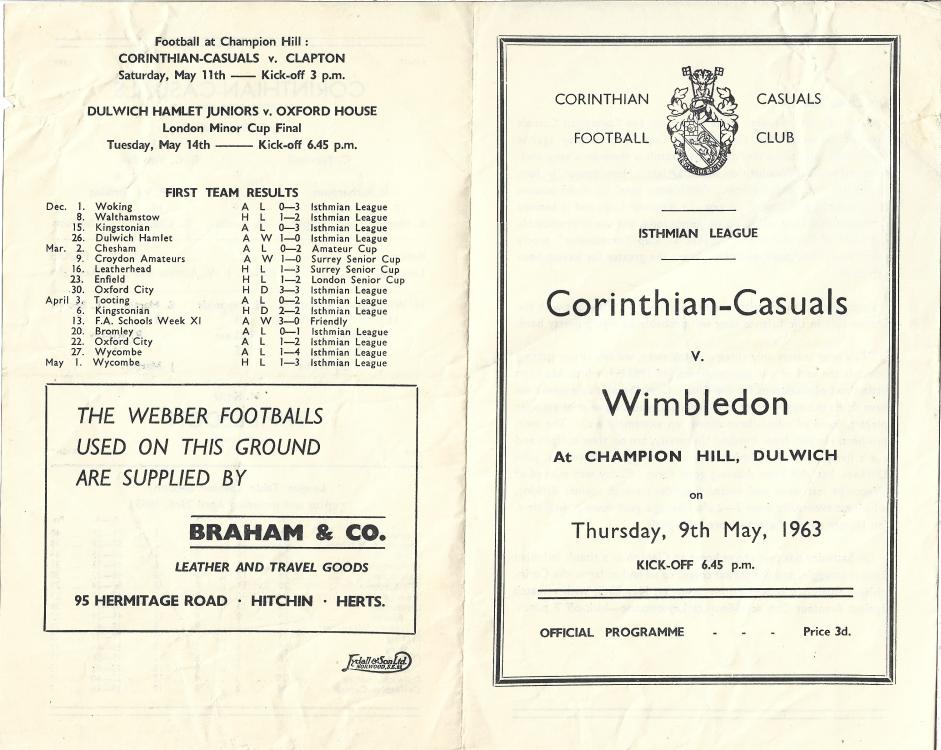 Football at Champion Hill :
CORINTHIAN-CASUALS v. CLAPTON
Saturday, May 11th —— Kick-off 3 p.m.
DULWICH HAMLET JUNIORS v. OXFORD HOUSE
London Minor Cup Final
Tuesday, May 14th ——— Kick-off 6.45 p.m.
FIRST TEAM RESULTS
Dec. 1. Woking A L 0—3 Isthmian League
8. Walthamstow H L 1—2 Isthmian League
15. Kingstonian A L 0—3 Isthmian League
26. Dulwich Hamlet A W 1—0 Isthmian League
Mar. 2. Chesham A L 0—2 Amateur Cup
9. Croydon Amateurs A W 1—0 Surrey Senior Cup
16. Leatherhead H L 1—3 Surrey Senior Cup
23. Enfield H L 1—2 London Senior Cup
30. Oxford City H D 3—3 Isthmian League
April 3. Tooting A L 0—2 Isthmian League
6. Kingstonian H D 2—2 Isthmian League
13. F.A. Schools Week XI A W 3—0 Friendly
20. Bromley A L 0—1 Isthmian League
22. Oxford City A L 1—2 Isthmian League
27. Wycombe A L 1—4 Isthmian League
May 1. Wycombe H L 1—3 Isthmian League
THE WEBBER FOOTBALLS
USED ON THIS GROUND
ARE SUPPLIED BY
BRAHAM & CO.
LEATHER AND TRAVEL GOODS
95 HERMITAGE ROAD · HITCHIN · HERTS.
Fydall & Son Ltd.
NORWOOD, S.E.
CORINTHIAN CASUALS
FOOTBALL CLUB
ISTHMIAN LEAGUE
Corinthian-Casuals
v.
Wimbledon
At CHAMPION HILL, DULWICH
on
Thursday, 9th May, 1963
KICK-OFF 6.45 p.m.
OFFICIAL PROGRAMME - - - Price 3d.